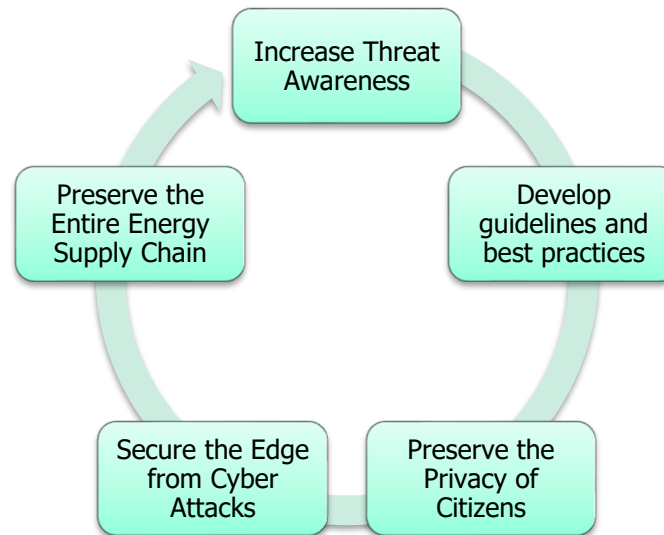 Increase Threat
Awareness
Develop
guidelines and
best practices
Preserve the
Privacy of
Citizens
Secure the Edge
from Cyber
Attacks
Preserve the
Entire Energy
Supply Chain